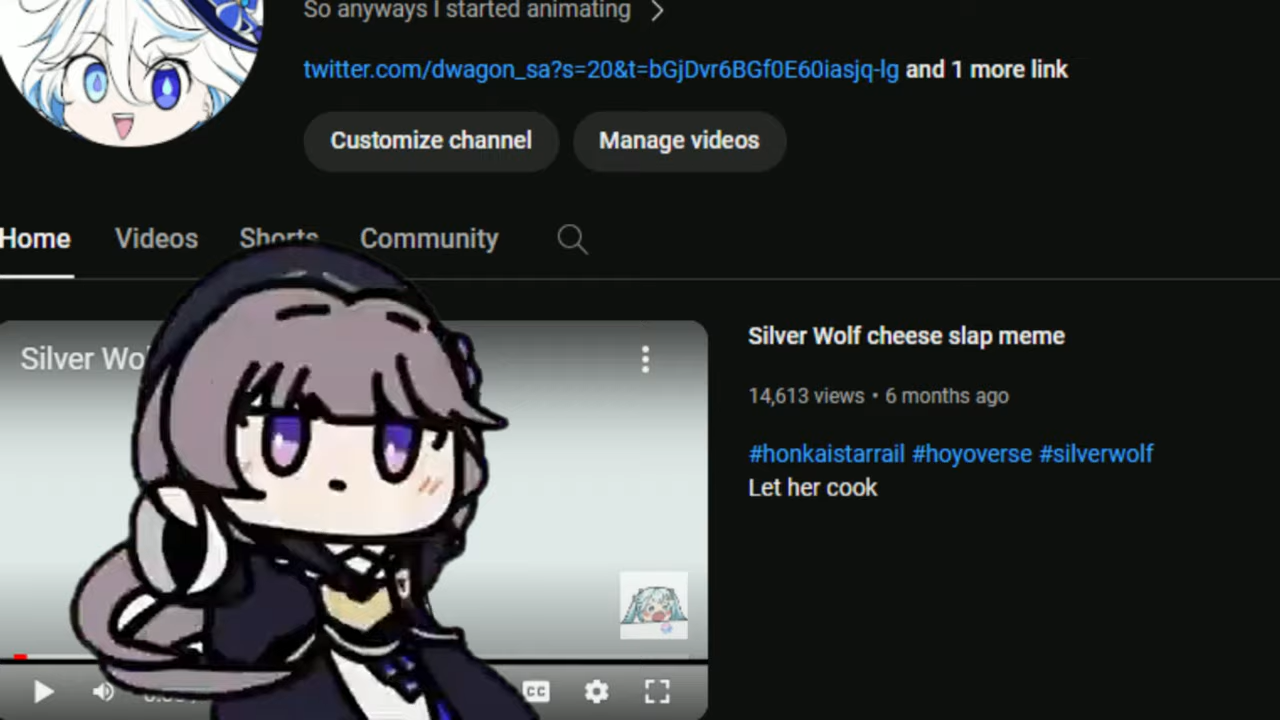 So anyways I started animating
twitter.com/dwagon_sa?s=20&t=bGjDvr6BGf0E60iasjq-lg and 1 more link
Customize channel Manage videos
Home Videos Shorts Community
Silver Wolf cheese slap meme
Silver Wo
14,613 views • 6 months ago
#honkaistarrail #hoyoverse #silverwolf
Let her cook
CC